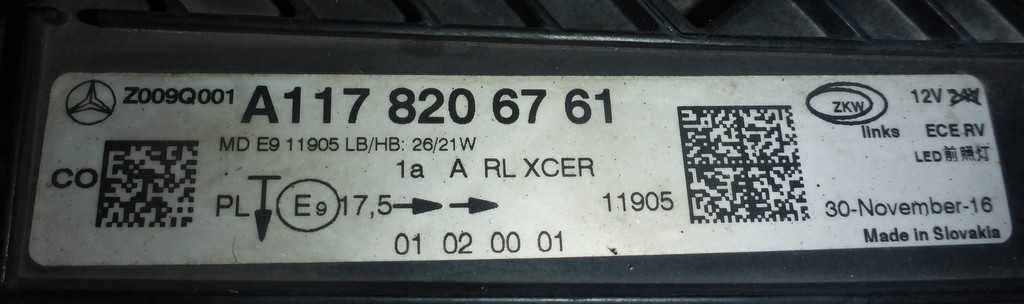 Z009Q001 A117 820 67 61
MD E9 11905 LB/HB: 26/21W
1a A RL XCER
CO
PL E9 17,5 → → 11905
01 02 00 01
ZKW 12V 24V
links ECE RV
LED前照灯
30-November-16
Made in Slovakia